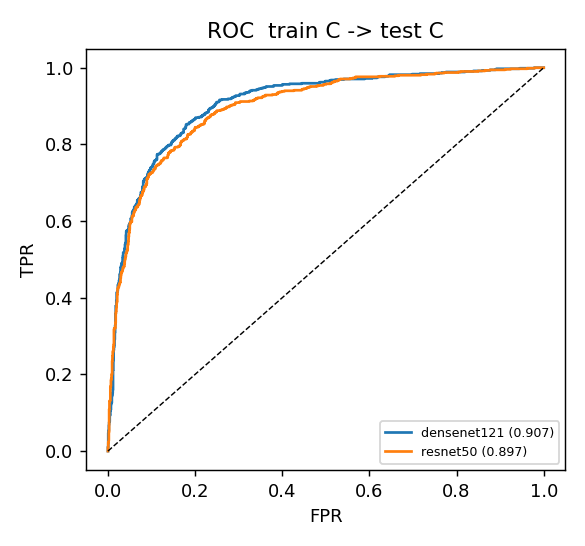 ROC  train C -> test C
1.0
0.8
0.6
0.4
0.2
0.0
TPR
densenet121 (0.907)
resnet50 (0.897)
0.0 0.2 0.4 0.6 0.8 1.0
FPR